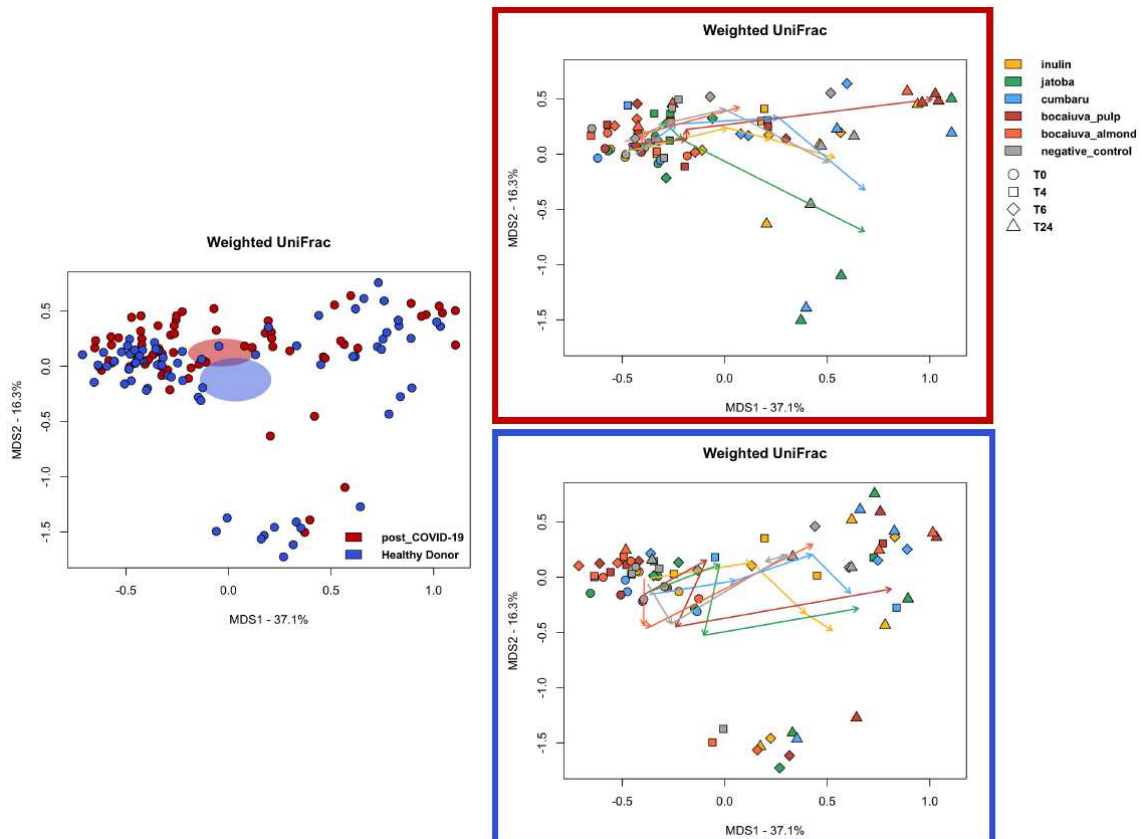 Weighted UniFrac
MDS2 - 16.3%
0.5
0.0
-0.5
-1.0
-1.5
-0.5
0.0
0.5
1.0
MDS1 - 37.1%
post_COVID-19
Healthy Donor
Weighted UniFrac
MDS2 - 16.3%
0.5
0.0
-0.5
-1.0
-1.5
-0.5
0.0
0.5
1.0
MDS1 - 37.1%
inulin
jatoba
cumbaru
bocaiuva_pulp
bocaiuva_almond
negative_control
T0
T4
T6
T24
Weighted UniFrac
MDS2 - 16.3%
0.5
0.0
-0.5
-1.0
-1.5
-0.5
0.0
0.5
1.0
MDS1 - 37.1%